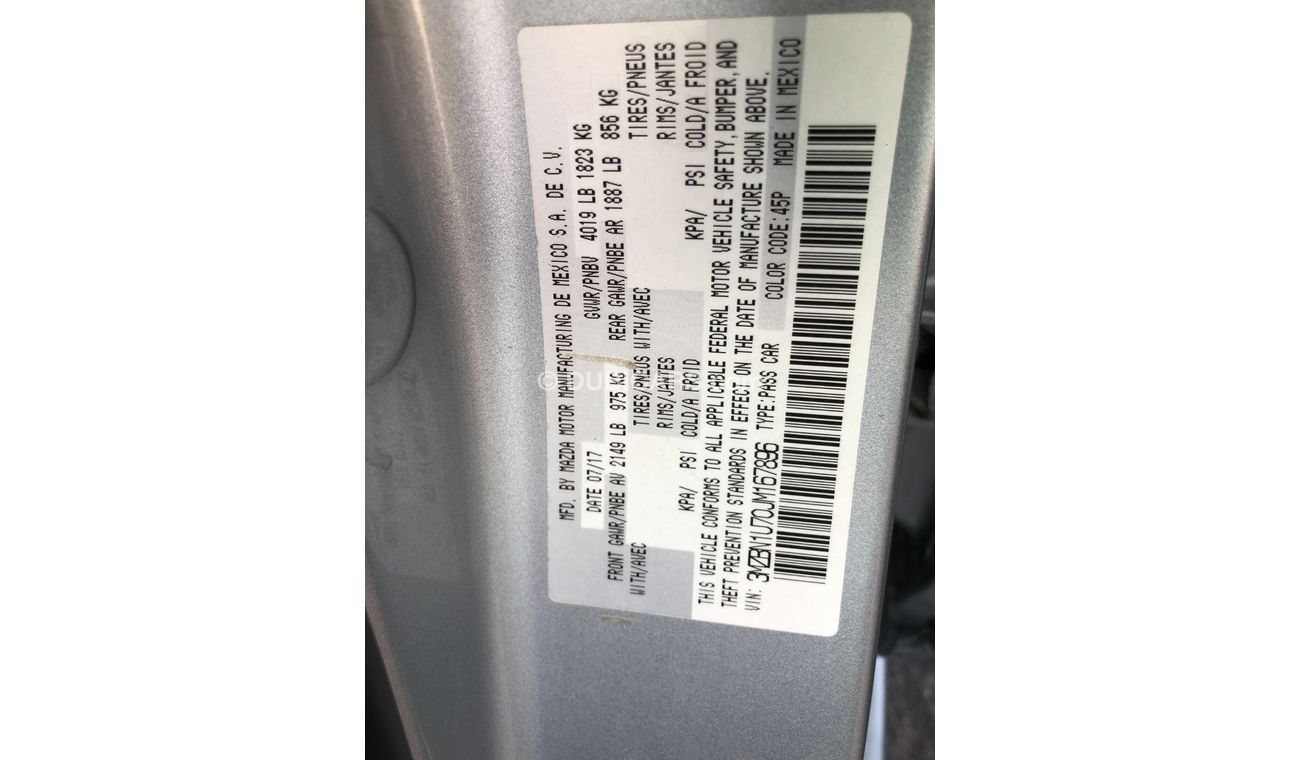 MFD. BY MAZDA MOTOR MANUFACTURING DE MEXICO S.A. DE C.V.
DATE 07/17 GVWR/PNBV 4019 LB 1823 KG
FRONT GAWR/PNBE AV 2149 LB 975 KG REAR GAWR/PNBE AR 1887 LB 856 KG
WITH/AVEC TIRES/PNEUS WITH/AVEC TIRES/PNEUS
RIMS/JANTES RIMS/JANTES
KPA/ PSI COLD/A FROID KPA/ PSI COLD/A FROID
THIS VEHICLE CONFORMS TO ALL APPLICABLE FEDERAL MOTOR VEHICLE SAFETY, BUMPER, AND
THEFT PREVENTION STANDARDS IN EFFECT ON THE DATE OF MANUFACTURE SHOWN ABOVE.
VIN: 3MZBN1U70JM167896 TYPE:PASS CAR COLOR CODE:45P MADE IN MEXICO